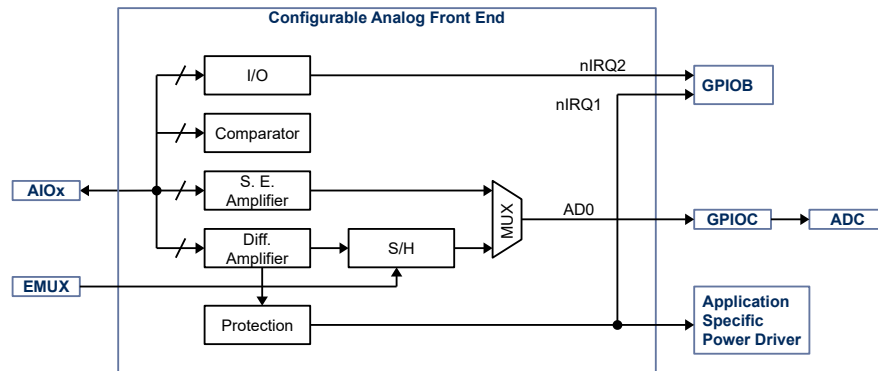 Configurable Analog Front End
I/O
nIRQ2
GPIOB
nIRQ1
Comparator
AIOx
S. E.
Amplifier
MUX
AD0
GPIOC
ADC
Diff.
Amplifier
S/H
EMUX
Protection
Application
Specific
Power Driver